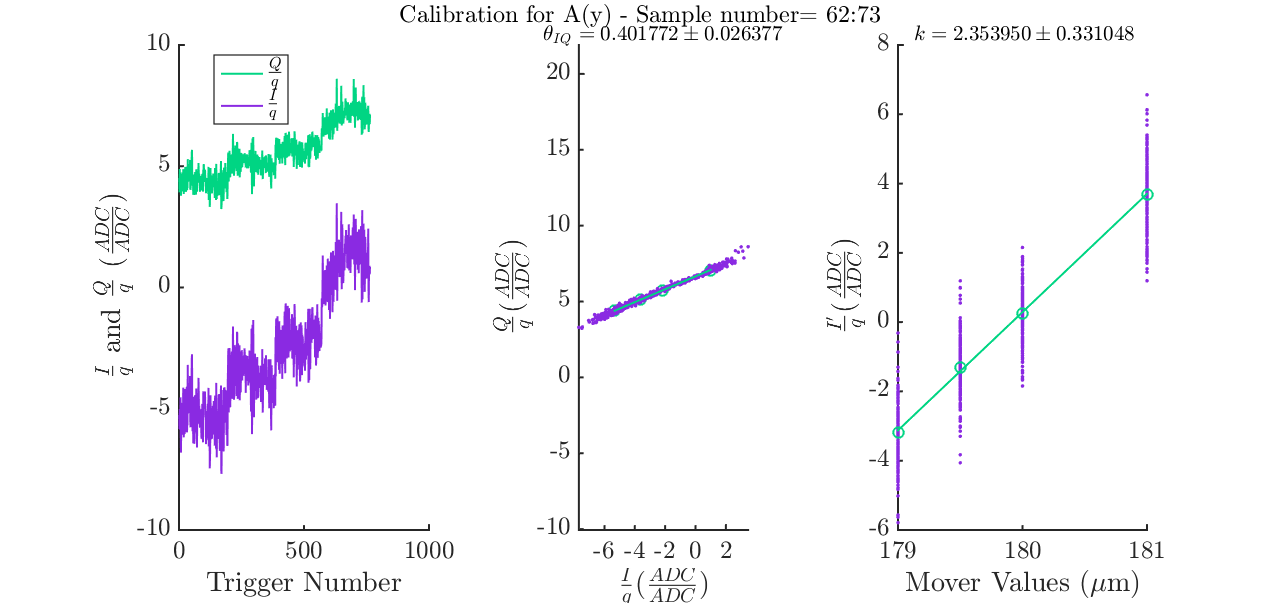 Calibration for A(y) - Sample number= 62:73
θ_IQ = 0.401772 ± 0.026377
k = 2.353950 ± 0.331048
Q/q
I/q
10
5
0
-5
-10
0 500 1000
Trigger Number
I/q and Q/q (ADC/ADC)
20
15
10
5
0
-5
-10
-6 -4 -2 0 2
I/q (ADC/ADC)
Q/q (ADC/ADC)
8
6
4
2
0
-2
-4
-6
179 180 181
Mover Values (μm)
I'/q (ADC/ADC)